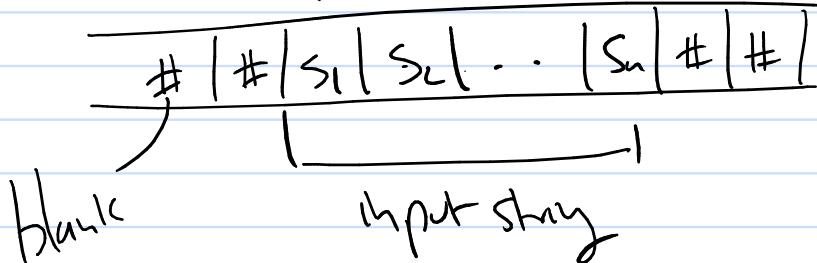 # | # | S1 | S2 | . . | Sn | # | # |
blank
input string